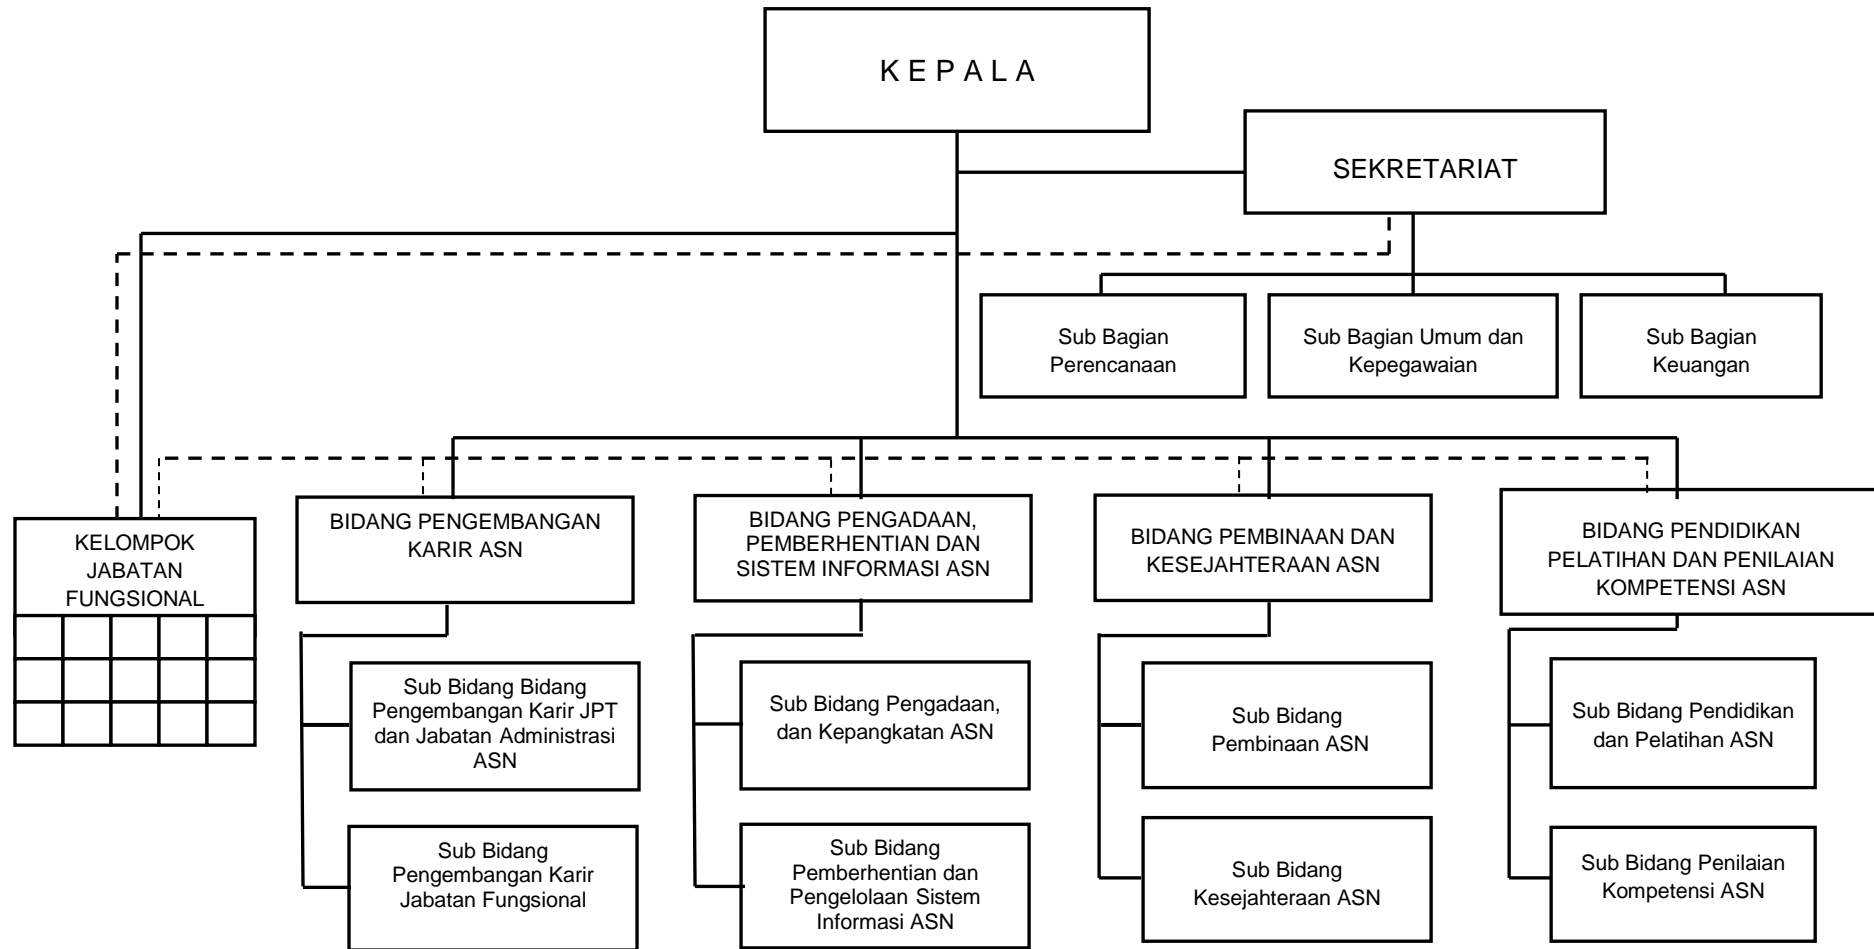 K E P A L A
SEKRETARIAT
Sub Bagian
Perencanaan
Sub Bagian Umum dan
Kepegawaian
Sub Bagian
Keuangan
KELOMPOK
JABATAN
FUNGSIONAL
BIDANG PENGEMBANGAN
KARIR ASN
BIDANG PENGADAAN,
PEMBERHENTIAN DAN
SISTEM INFORMASI ASN
BIDANG PEMBINAAN DAN
KESEJAHTERAAN ASN
BIDANG PENDIDIKAN
PELATIHAN DAN PENILAIAN
KOMPETENSI ASN
Sub Bidang Bidang
Pengembangan Karir JPT
dan Jabatan Administrasi
ASN
Sub Bidang Pengadaan,
dan Kepangkatan ASN
Sub Bidang
Pembinaan ASN
Sub Bidang Pendidikan
dan Pelatihan ASN
Sub Bidang
Pengembangan Karir
Jabatan Fungsional
Sub Bidang
Pemberhentian dan
Pengelolaan Sistem
Informasi ASN
Sub Bidang
Kesejahteraan ASN
Sub Bidang Penilaian
Kompetensi ASN